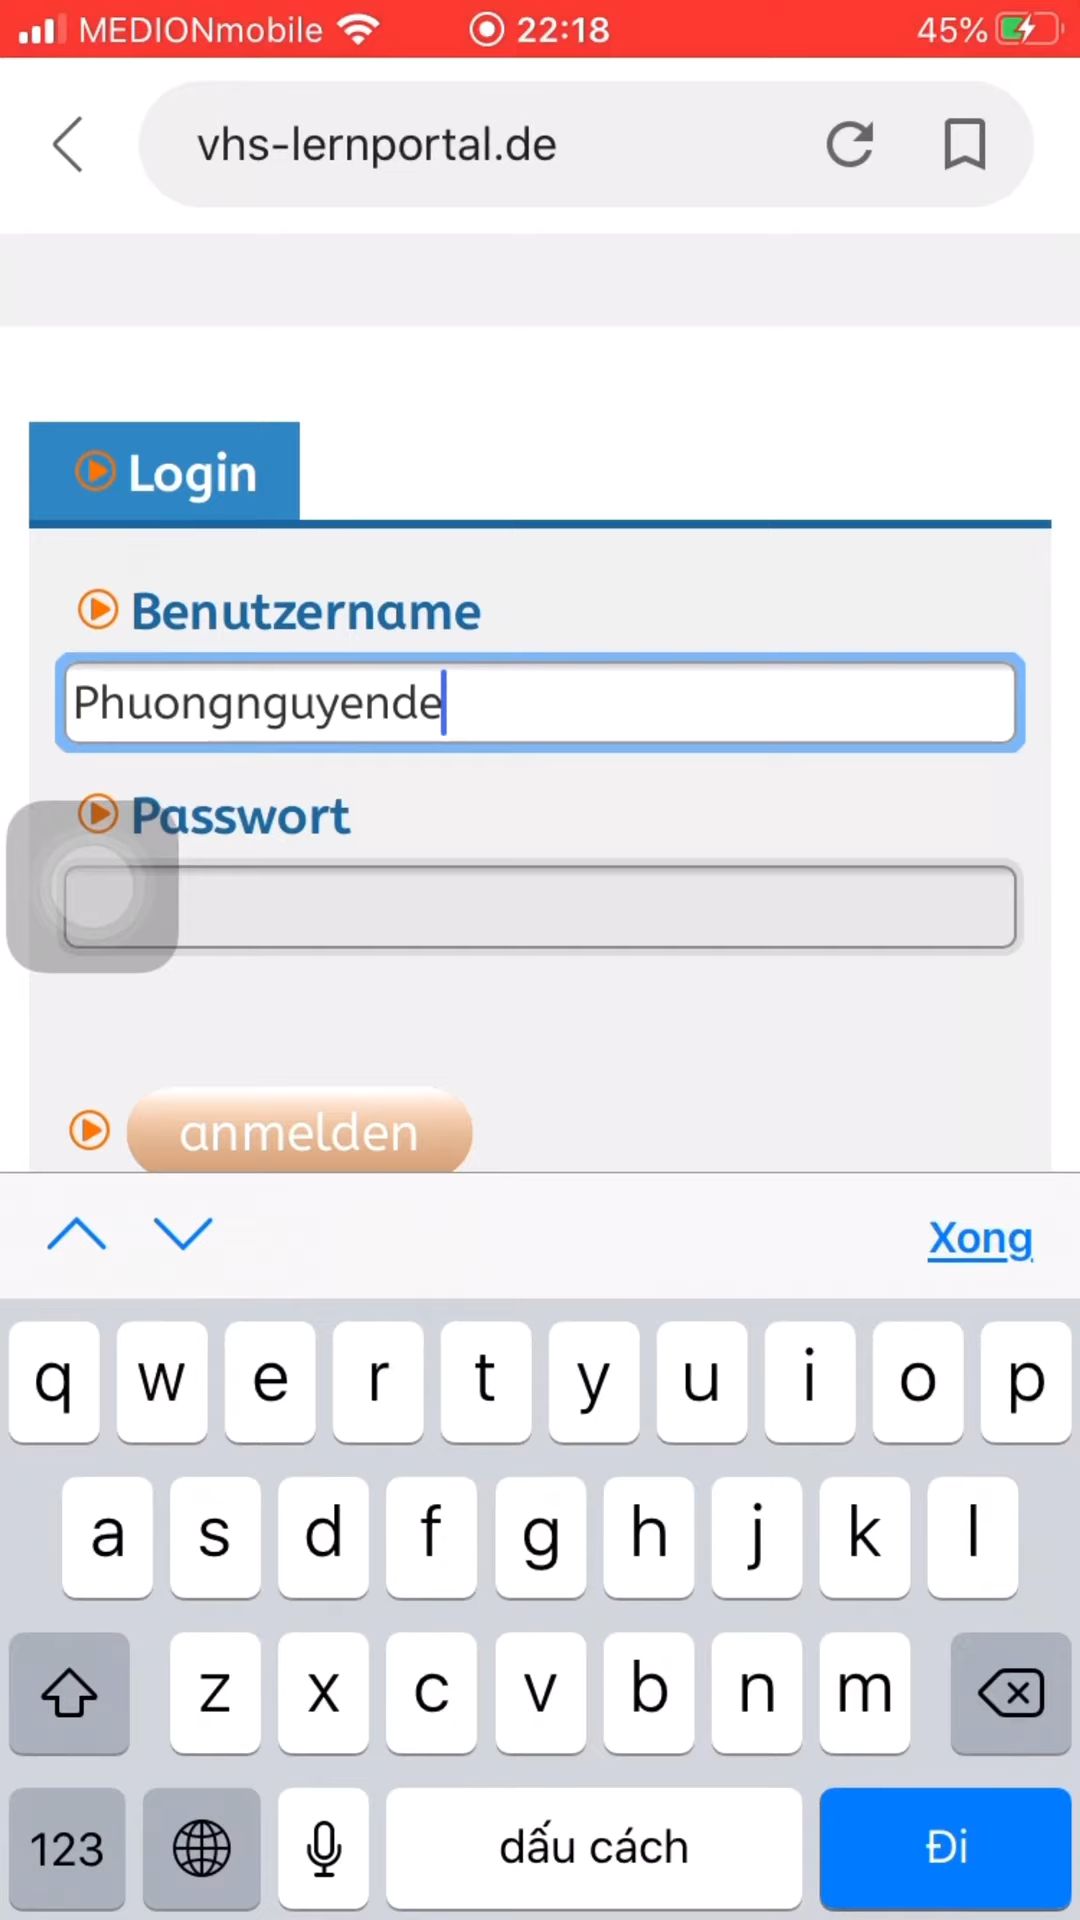 MEDIONmobile 22:18 45%
vhs-lernportal.de
Login
Benutzername
Phuongnguyende
Passwort
anmelden
Xong
q w e r t y u i o p
a s d f g h j k l
z x c v b n m
123 dấu cách Đi